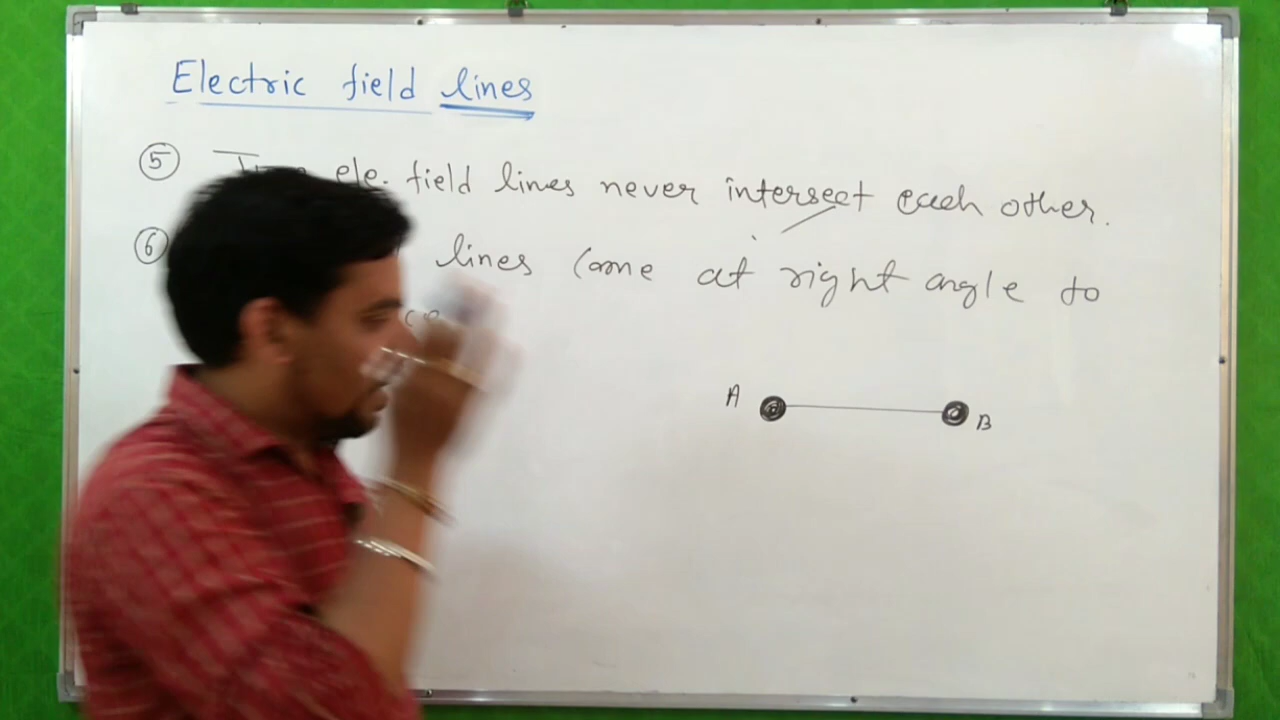 Electric field lines
5 ele. field lines never intersect each other.
6 lines come at right angle to
A B